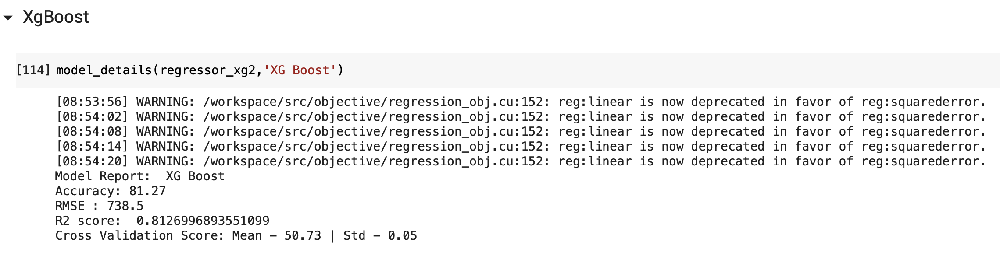 XgBoost
[114] model_details(regressor_xg2,'XG Boost')
[08:53:56] WARNING: /workspace/src/objective/regression_obj.cu:152: reg:linear is now deprecated in favor of reg:squarederror.
[08:54:02] WARNING: /workspace/src/objective/regression_obj.cu:152: reg:linear is now deprecated in favor of reg:squarederror.
[08:54:08] WARNING: /workspace/src/objective/regression_obj.cu:152: reg:linear is now deprecated in favor of reg:squarederror.
[08:54:14] WARNING: /workspace/src/objective/regression_obj.cu:152: reg:linear is now deprecated in favor of reg:squarederror.
[08:54:20] WARNING: /workspace/src/objective/regression_obj.cu:152: reg:linear is now deprecated in favor of reg:squarederror.
Model Report:  XG Boost
Accuracy: 81.27
RMSE : 738.5
R2 score:  0.8126996893551099
Cross Validation Score: Mean - 50.73 | Std - 0.05